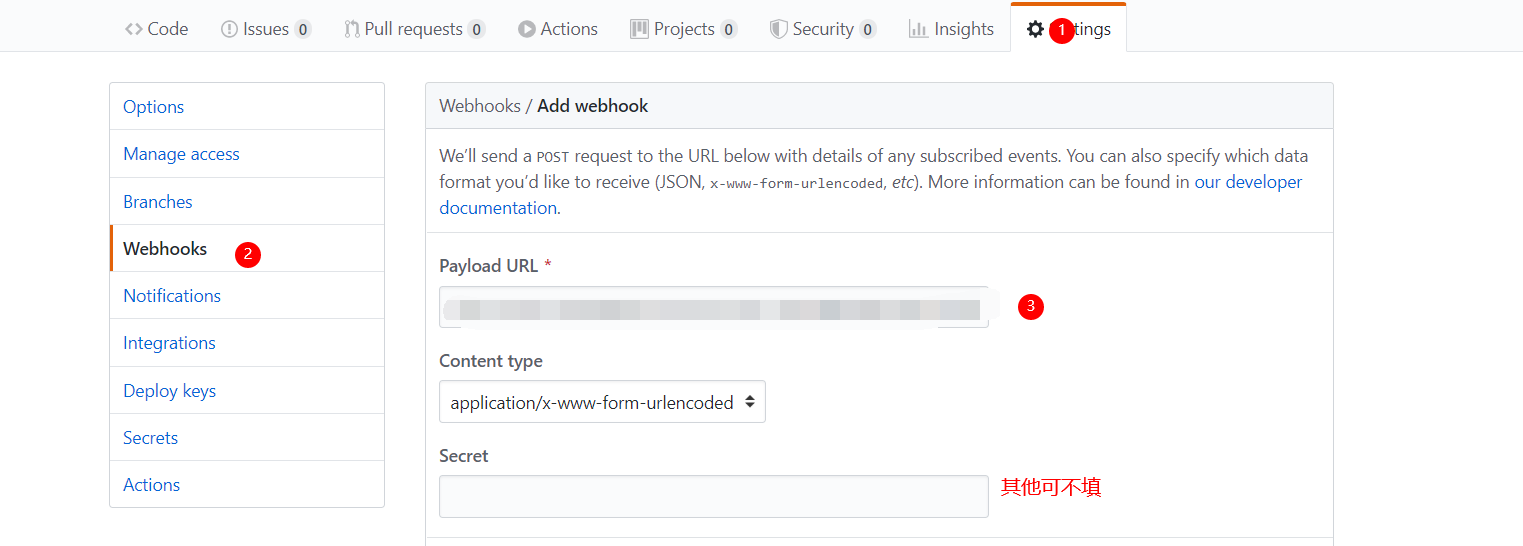 Code Issues 0 Pull requests 0 Actions Projects 0 Security 0 Insights 1 tings
Options
Manage access
Branches
Webhooks 2
Notifications
Integrations
Deploy keys
Secrets
Actions
Webhooks / Add webhook
We’ll send a POST request to the URL below with details of any subscribed events. You can also specify which data
format you’d like to receive (JSON, x-www-form-urlencoded, etc). More information can be found in our developer
documentation.
Payload URL *
3
Content type
application/x-www-form-urlencoded
Secret
其他可不填